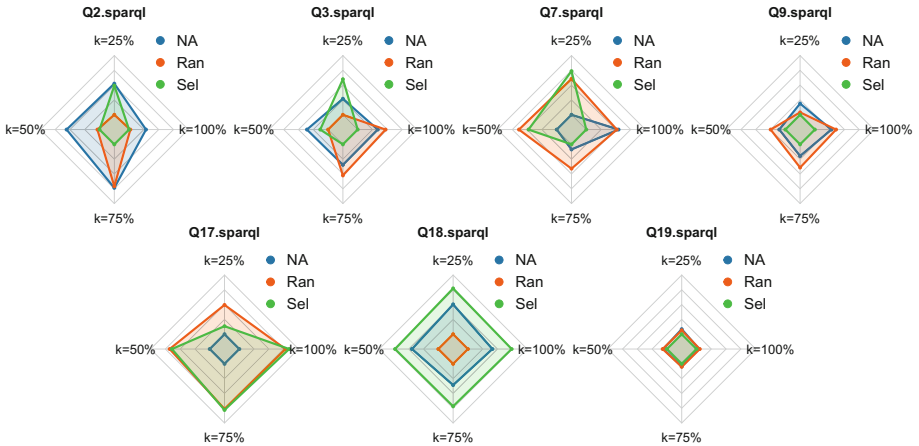 Q2.sparql
k=25%
NA
Ran
Sel
k=50%
k=100%
k=75%
Q3.sparql
k=25%
NA
Ran
Sel
k=50%
k=100%
k=75%
Q7.sparql
k=25%
NA
Ran
Sel
k=50%
k=100%
k=75%
Q9.sparql
k=25%
NA
Ran
Sel
k=50%
k=100%
k=75%
Q17.sparql
k=25%
NA
Ran
Sel
k=50%
k=100%
k=75%
Q18.sparql
k=25%
NA
Ran
Sel
k=50%
k=100%
k=75%
Q19.sparql
k=25%
NA
Ran
Sel
k=50%
k=100%
k=75%